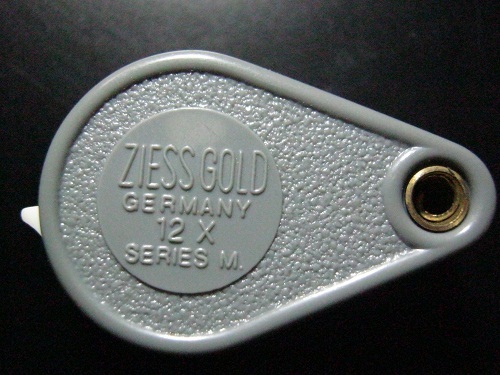 ZIESS GOLD
GERMANY
12 X
SERIES M.